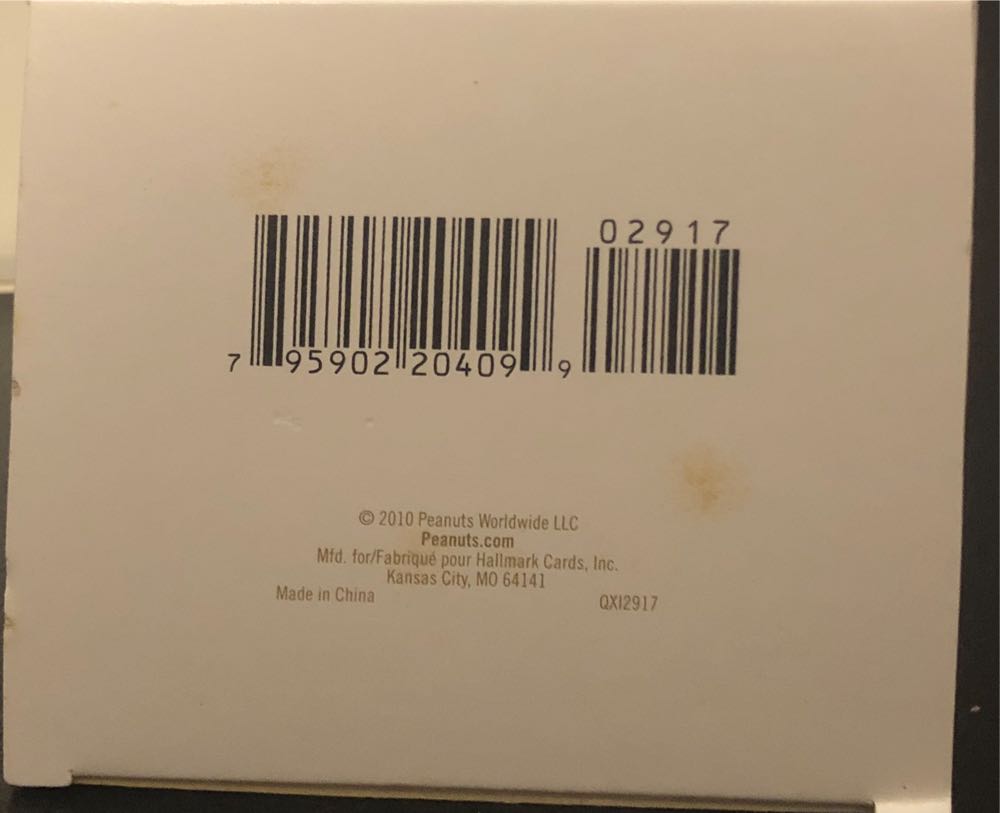 02917
7 95902 20409 9
© 2010 Peanuts Worldwide LLC
Peanuts.com
Mfd. for/Fabriqué pour Hallmark Cards, Inc.
Kansas City, MO 64141
Made in China QXI2917